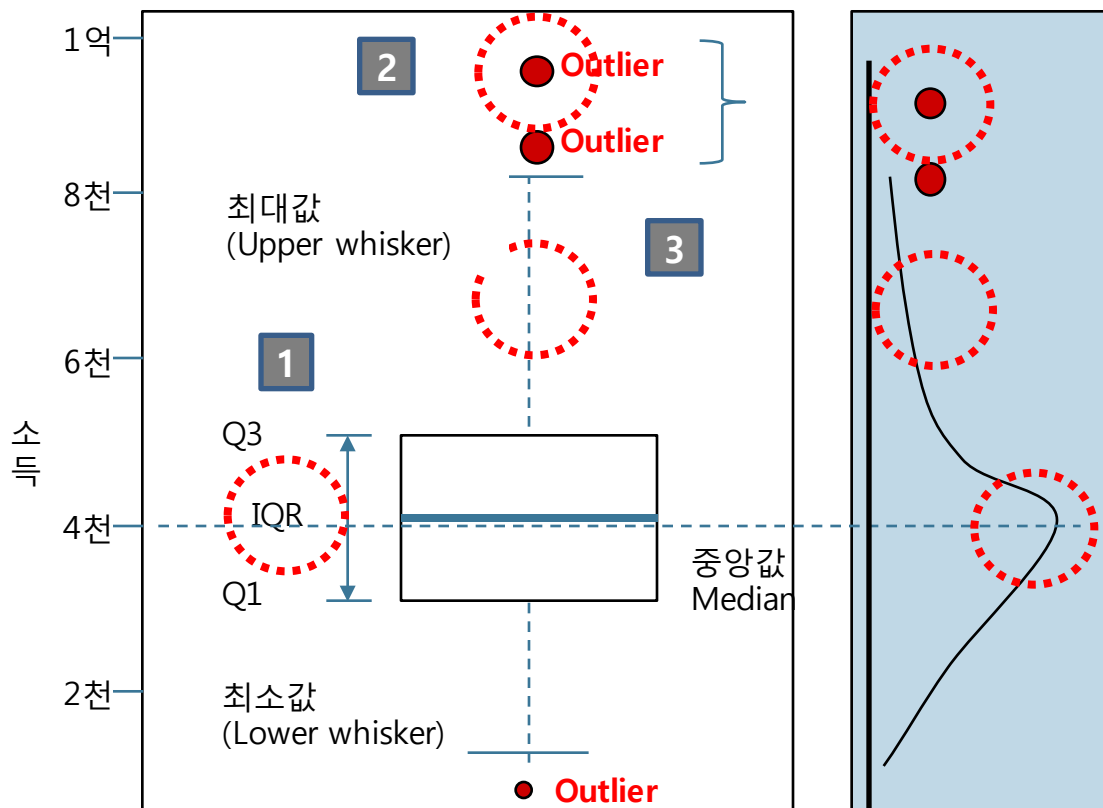 1억
2
Outlier
Outlier
8천
최대값
(Upper whisker)
3
6천
1
소득
Q3
IQR
4천
Q1
중앙값
Median
2천
최소값
(Lower whisker)
Outlier